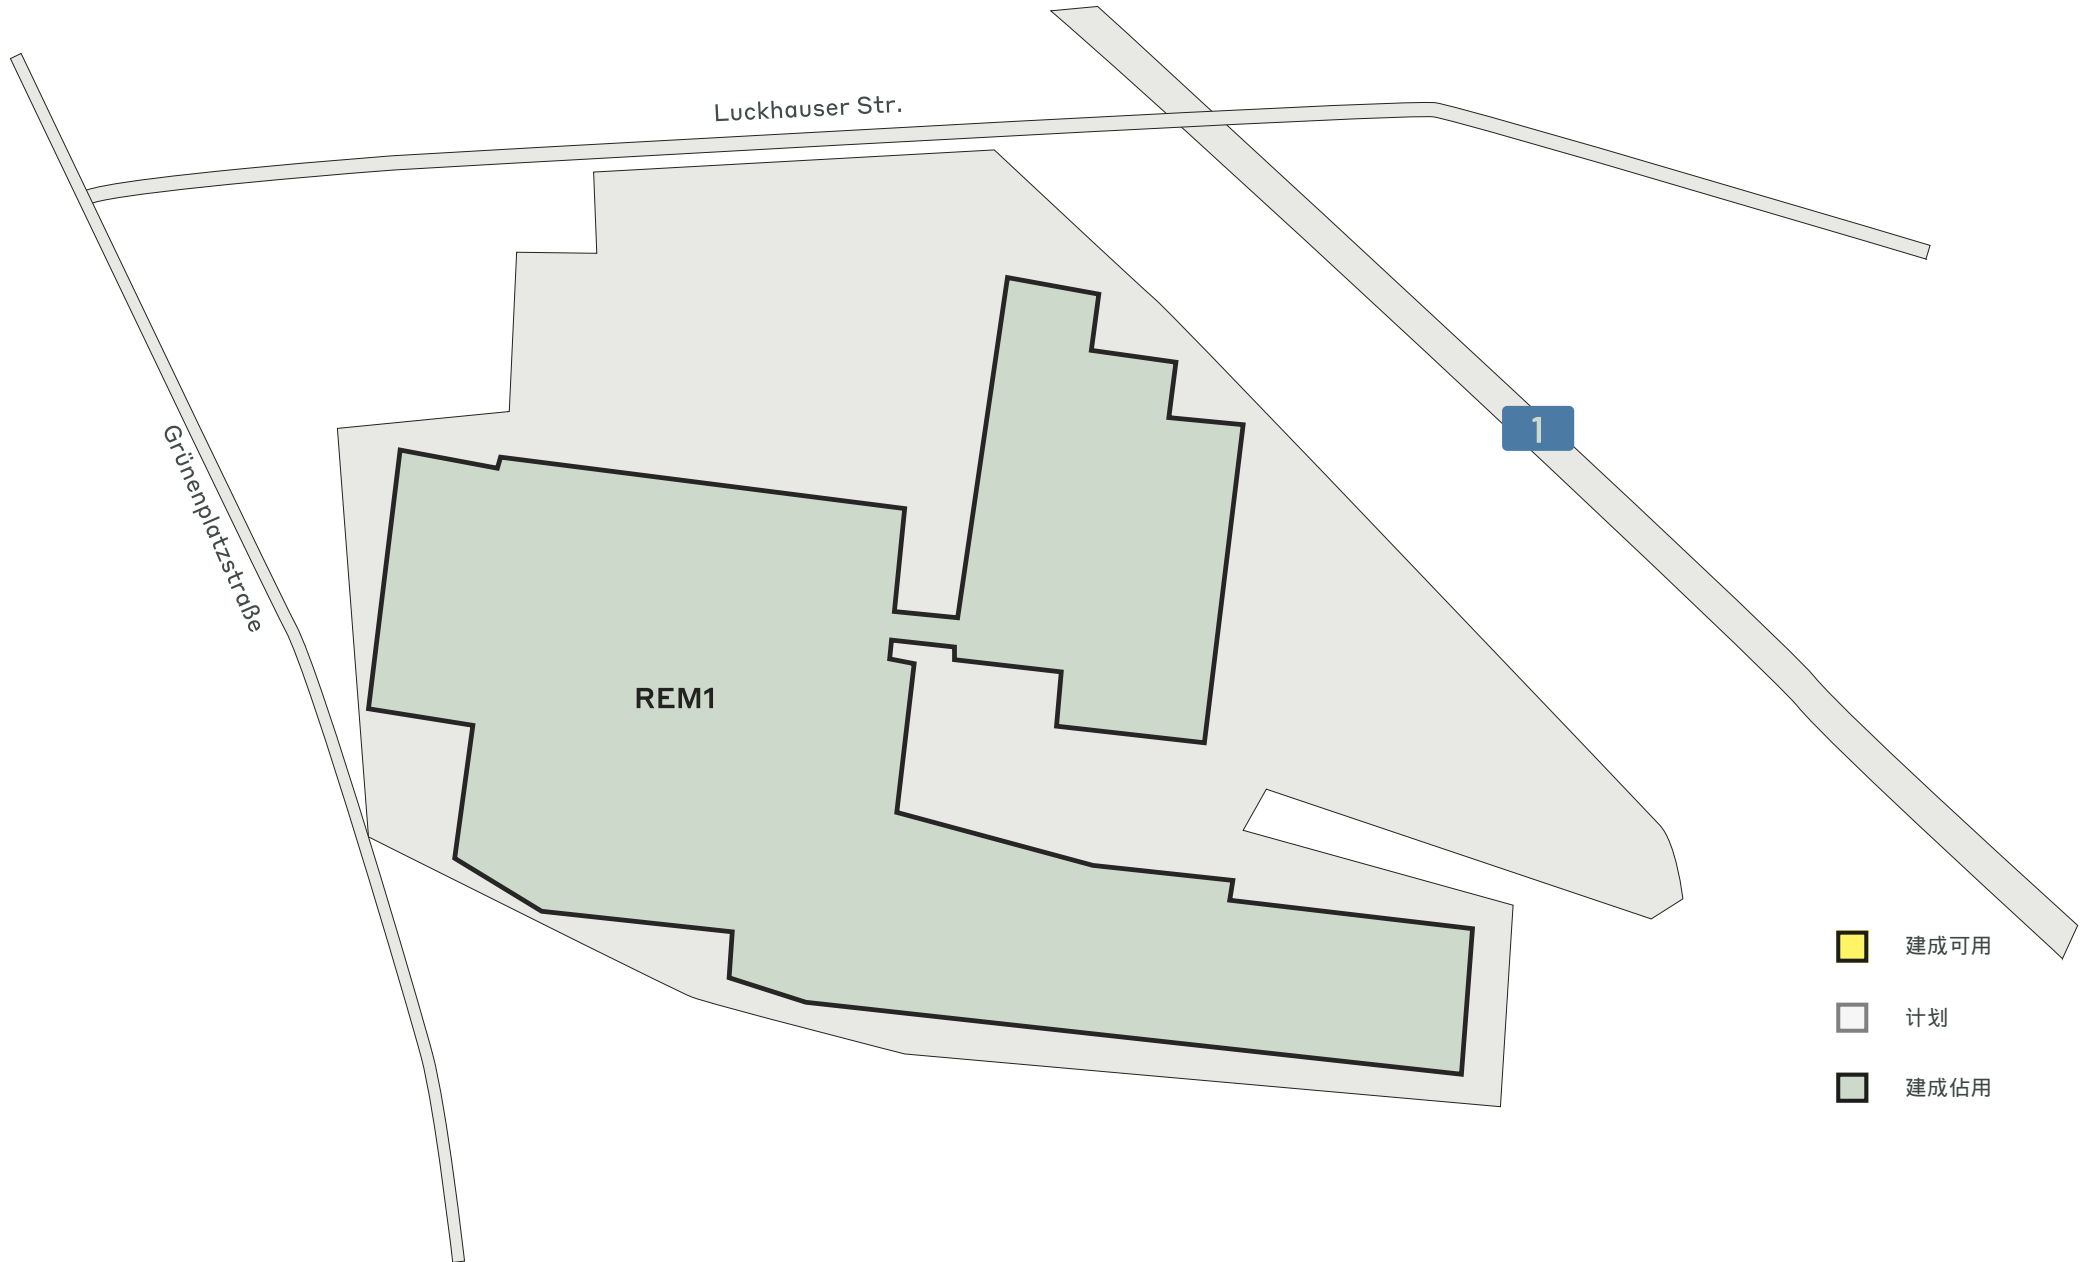 Luckhauser Str.
Grünenplatzstraße
1
REM1
建成可用
计划
建成佔用